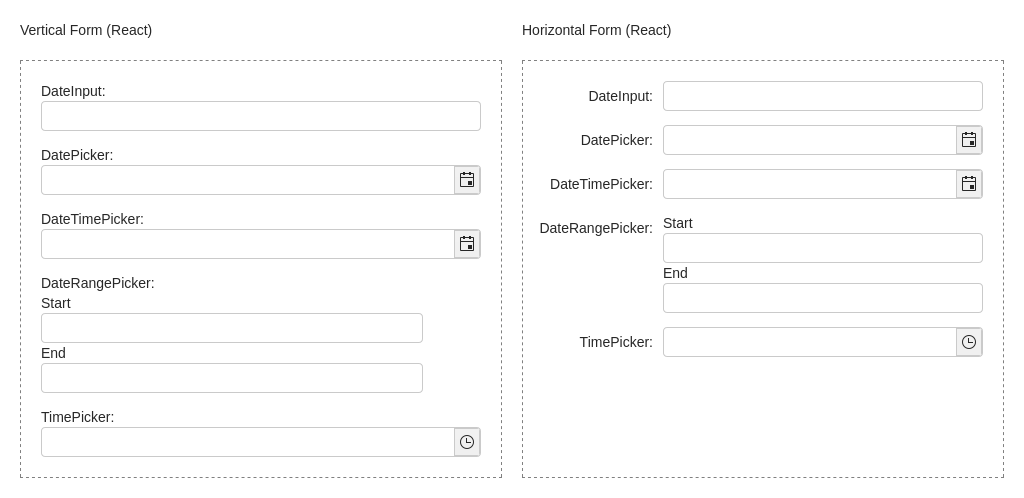 Vertical Form (React)
DateInput:
DatePicker:
DateTimePicker:
DateRangePicker:
Start
End
TimePicker:
Horizontal Form (React)
DateInput:
DatePicker:
DateTimePicker:
DateRangePicker:
Start
End
TimePicker: